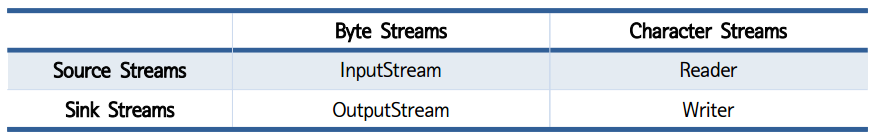 Byte Streams Character Streams
Source Streams InputStream Reader
Sink Streams OutputStream Writer